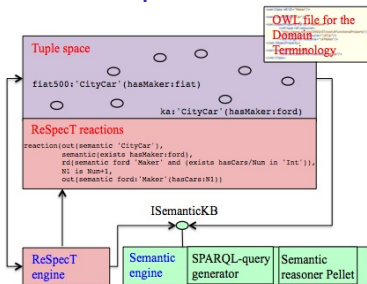 OWL file for the
Domain
Terminology
Tuple space
fiat500:'CityCar'(hasMaker:fiat)
ka:'CityCar'(hasMaker:ford)
ReSpecT reactions
reaction(out(semantic 'CityCar'),
semantic(exists hasMaker:ford),
rd(semantic ford 'Maker' and (exists hasCars/Num in 'Int')),
N1 is Num+1,
out(semantic ford:'Maker'(hasCars:N1))
ISemanticKB
ReSpecT
engine
Semantic
engine
SPARQL-query
generator
Semantic
reasoner Pellet